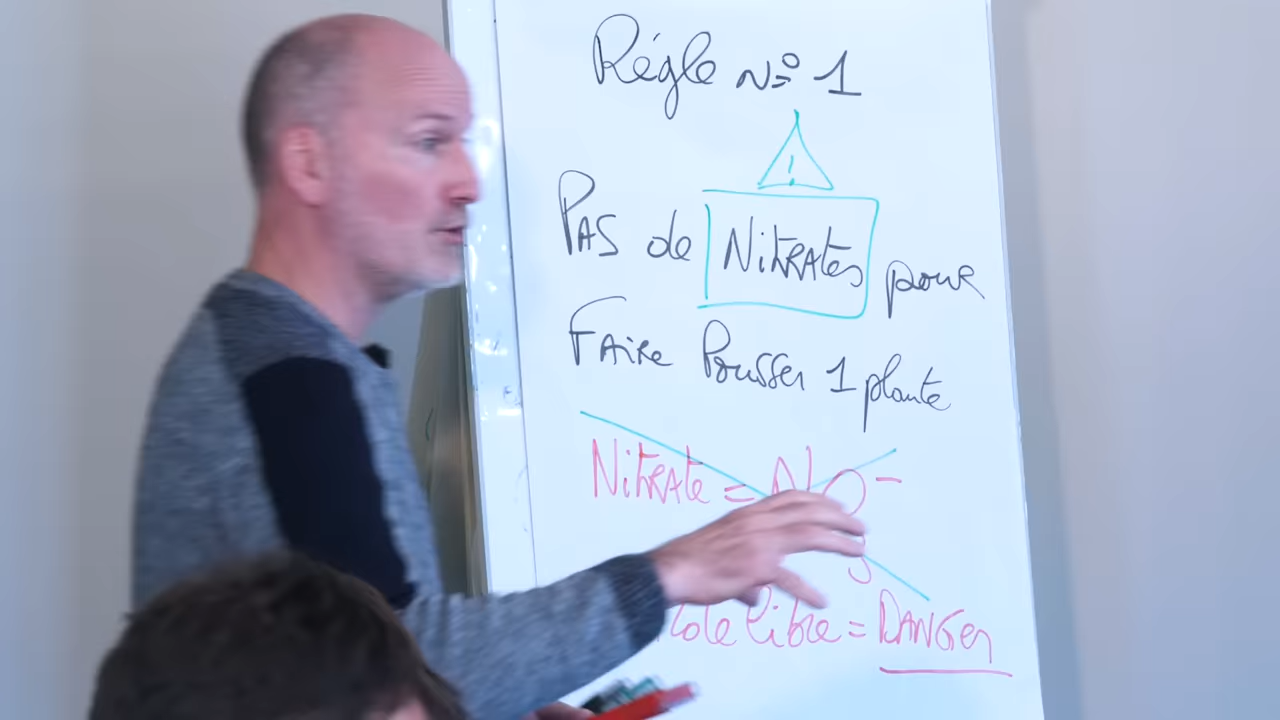 Régle N° 1
!
PAS de Nitrates pour
Faire Pousser 1 plante
Nitrate = NO3-
libre = DANGER